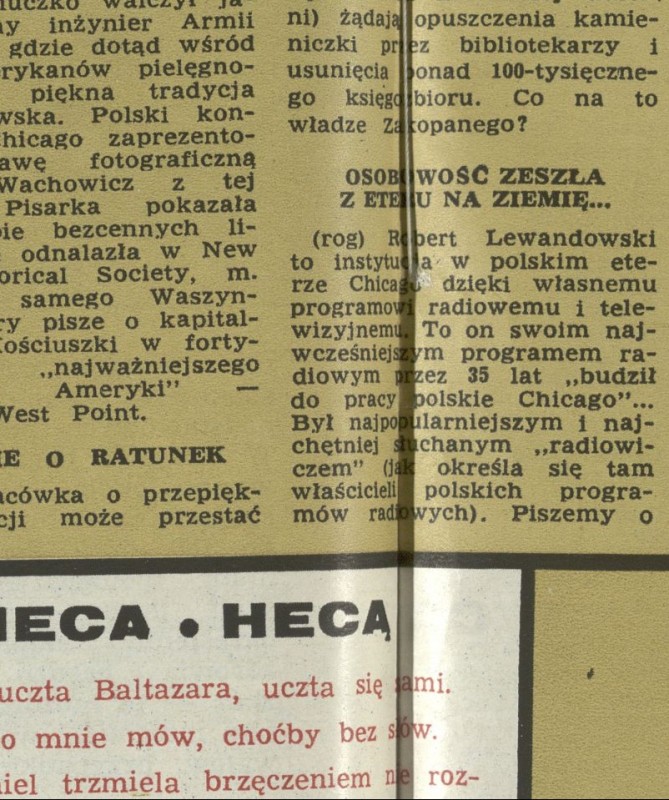 walczył
ny inżynier Armii
gdzie dotąd wśród
rykanów pielęgno-
piękna tradycja
wska. Polski kon-
hicago zaprezento-
awę fotograficzną
Wachowicz z tej
Pisarka pokazała
bie bezcennych li-
odnalazła w New
orical Society, m.
samego Waszyn-
ry pisze o kapital-
Kościuszki w forty-
„najważniejszego
Ameryki" —
West Point.
IE O RATUNEK
acówka o przepięk-
cji może przestać
ni) żądają opuszczenia kamie-
niczki przez bibliotekarzy i
usunięcia ponad 100-tysięczne-
go księgozbioru. Co na to
władze Zakopanego?
OSOBOWOŚĆ ZESZŁA
Z ETERU NA ZIEMIĘ...
(rog) Robert Lewandowski
to instytucja w polskim ete-
rze Chicago dzięki własnemu
programowi radiowemu i tele-
wizyjnemu. To on swoim naj-
wcześniejszym programem ra-
diowym przez 35 lat „budził
do pracy polskie Chicago"...
Był najpopularniejszym i naj-
chętniej słuchanym „radiowi-
czem" (jak określa się tam
właścicieli polskich progra-
mów radiowych). Piszemy o
HECA • HECĄ
uczta Baltazara, uczta się sami.
o mnie mów, choćby bez słów.
niel trzmiela brzęczeniem nie roz-